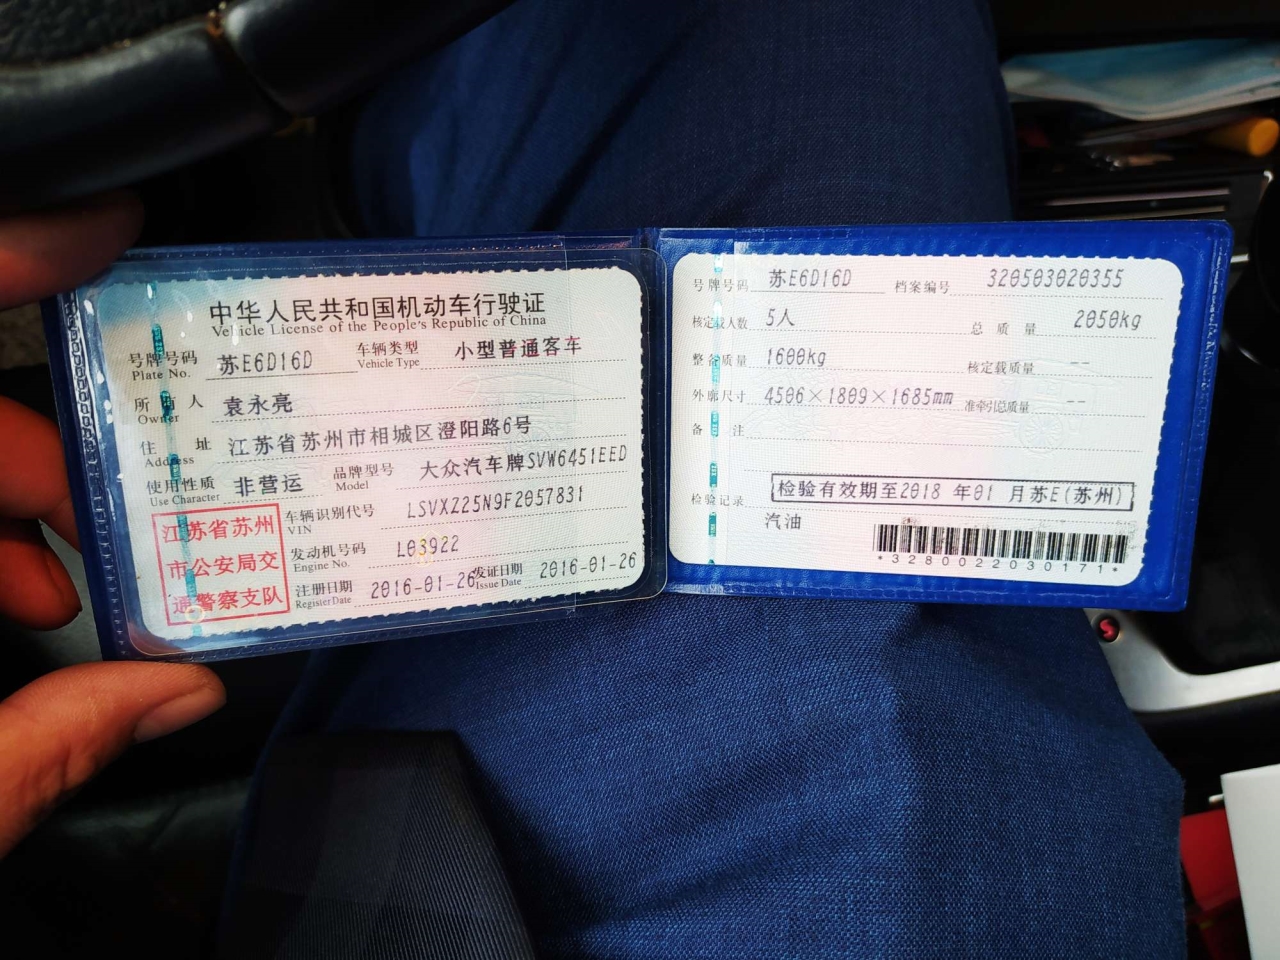 中华人民共和国机动车行驶证
Vehicle License of the People's Republic of China
号牌号码 苏E6D16D 车辆类型 小型普通客车
Plate No. Vehicle Type
所有人 袁永亮
Owner
住址 江苏省苏州市相城区澄阳路6号
Address
使用性质 非营运 品牌型号 大众汽车牌SVW6451EED
Use Character Model
江苏省苏州
市公安局交
通警察支队
车辆识别代号 LSVXZ25N9F2057831
VIN
发动机号码 L03922
Engine No.
注册日期 2016-01-26 发证日期 2016-01-26
Register Date Issue Date
号牌号码 苏E6D16D 档案编号 320503020355
核定载人数 5人 总质量 2050kg
整备质量 1600kg 核定载质量 --
外廓尺寸 4506×1809×1685mm 准牵引总质量 --
备注
检验记录 检验有效期至2018 年01 月苏E(苏州)
汽油
*3280022030171*